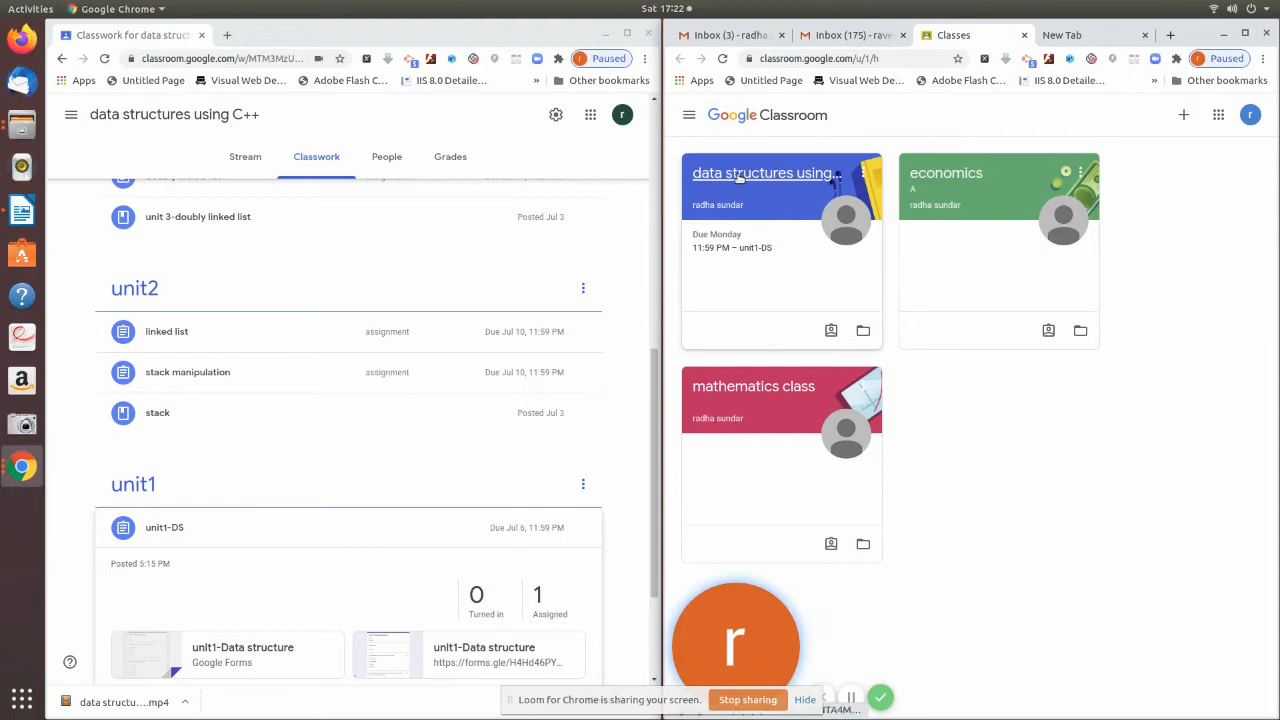 Activities
Google Chrome
Sat 17:22
Classwork for data struct
classroom.google.com/w/MTM3MzU...
Paused
Apps
Untitled Page
Visual Web De...
Adobe Flash C...
IIS 8.0 Detaile...
»
Other bookmarks
data structures using C++
r
Stream
Classwork
People
Grades
unit 3-doubly linked list
Posted Jul 3
unit2
linked list
assignment
Due Jul 10, 11:59 PM
stack manipulation
assignment
Due Jul 10, 11:59 PM
stack
Posted Jul 3
unit1
unit1-DS
Due Jul 6, 11:59 PM
Posted 5:15 PM
0
Turned in
1
Assigned
unit1-Data structure
Google Forms
unit1-Data structure
https://forms.gle/H4Hd46PY...
data structu....mp4
Inbox (3) - radha
Inbox (175) - rave
Classes
New Tab
classroom.google.com/u/1/h
r Paused
Apps
Untitled Page
Visual Web De...
Adobe Flash C...
IIS 8.0 Detaile...
»
Other bookmarks
Google Classroom
r
data structures using...
radha sundar
Due Monday
11:59 PM – unit1-DS
economics
A
radha sundar
mathematics class
radha sundar
r
Loom for Chrome is sharing your screen.
Stop sharing
Hide